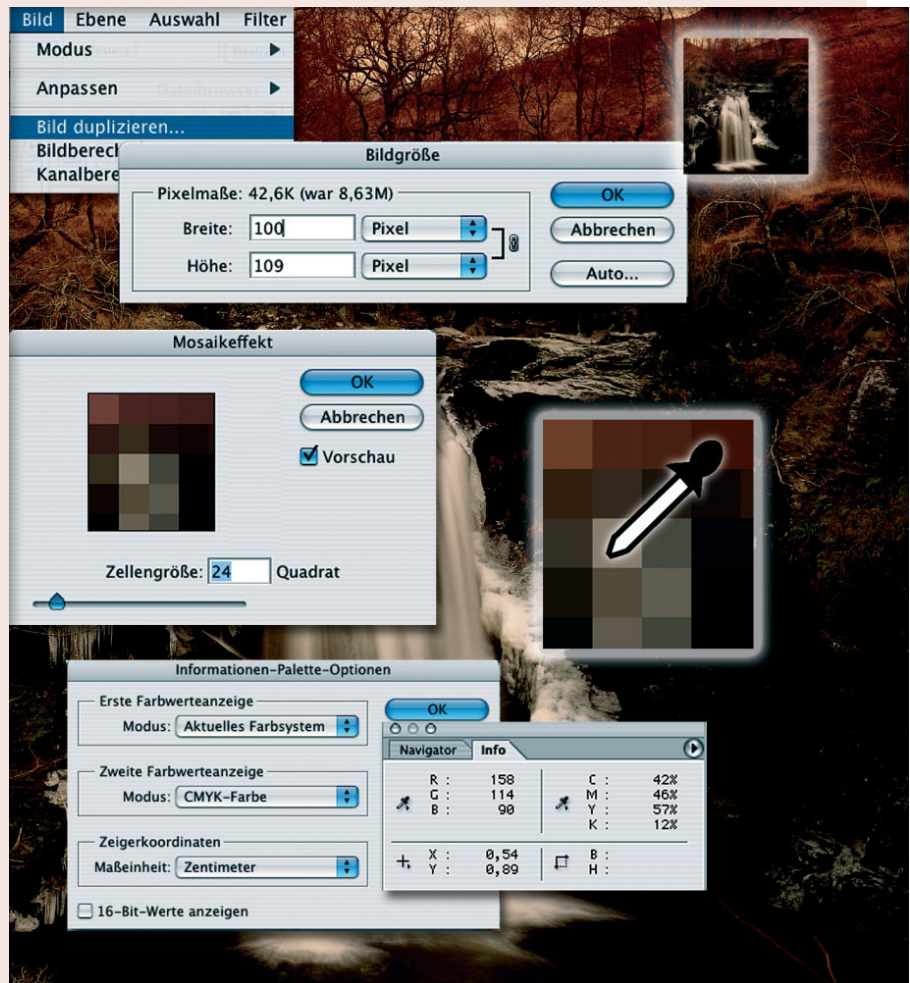 Bild Ebene Auswahl Filter
Modus
Anpassen
Bild duplizieren...
Bildberech
Kanalbere
Bildgröße
Pixelmaße: 42,6K (war 8,63M)
Breite: 100 Pixel
Höhe: 109 Pixel
OK
Abbrechen
Auto...
Mosaikeffekt
OK
Abbrechen
Vorschau
Zellengröße: 24 Quadrat
Informationen-Palette-Optionen
Erste Farbwerteanzeige
Modus: Aktuelles Farbsystem
Zweite Farbwerteanzeige
Modus: CMYK-Farbe
Zeigerkoordinaten
Maßeinheit: Zentimeter
16-Bit-Werte anzeigen
OK
Navigator Info
R : 158 C : 42%
G : 114 M : 46%
B : 90 Y : 57%
K : 12%
X : 0,54 B :
Y : 0,89 H :